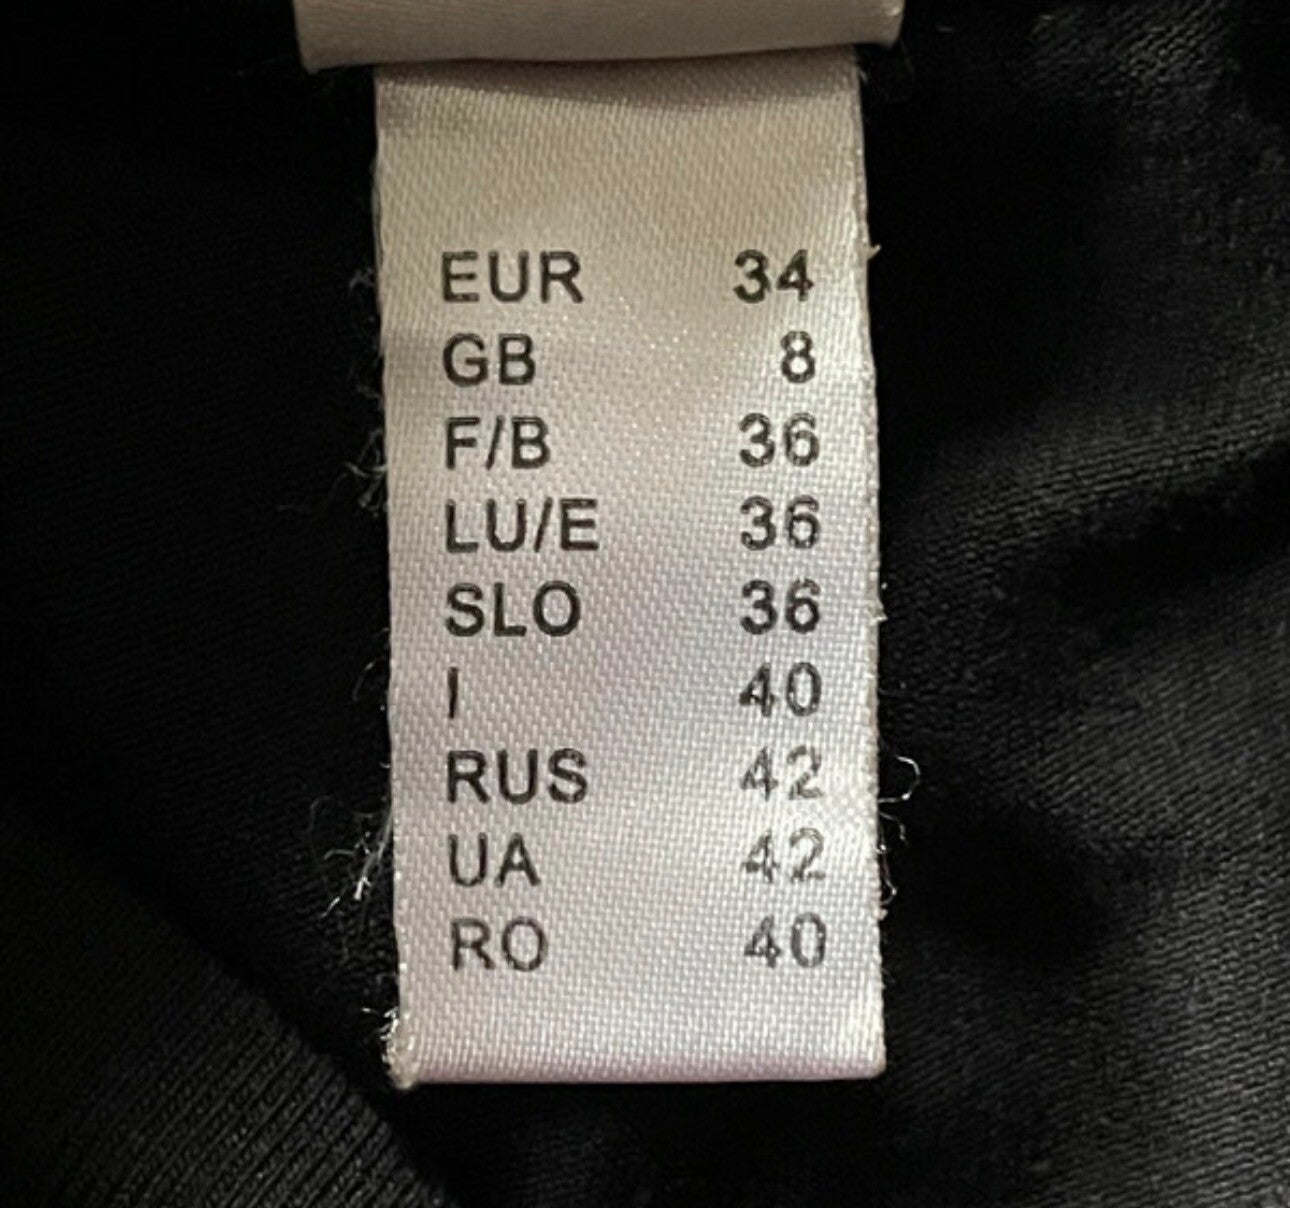 EUR 34
GB 8
F/B 36
LU/E 36
SLO 36
I 40
RUS 42
UA 42
RO 40